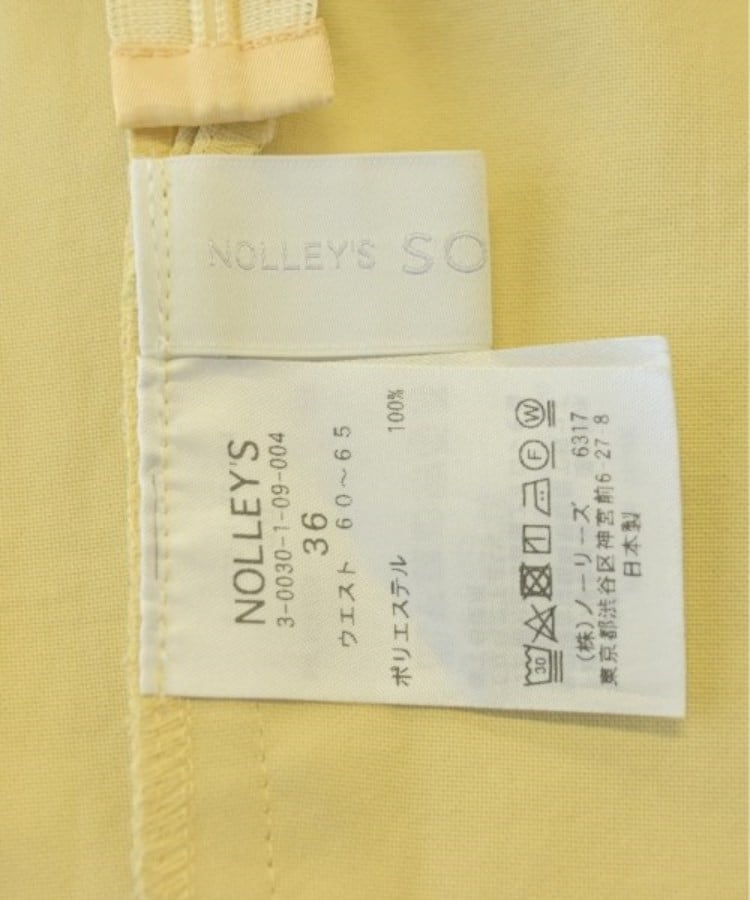 NOLLEY'S SO
NOLLEY'S
3-0030-1-09-004
36
ウエスト 60～65
ポリエステル 100%
30 1 F W
(株)ノーリーズ 6317
東京都渋谷区神宮前6-27-8
日本製